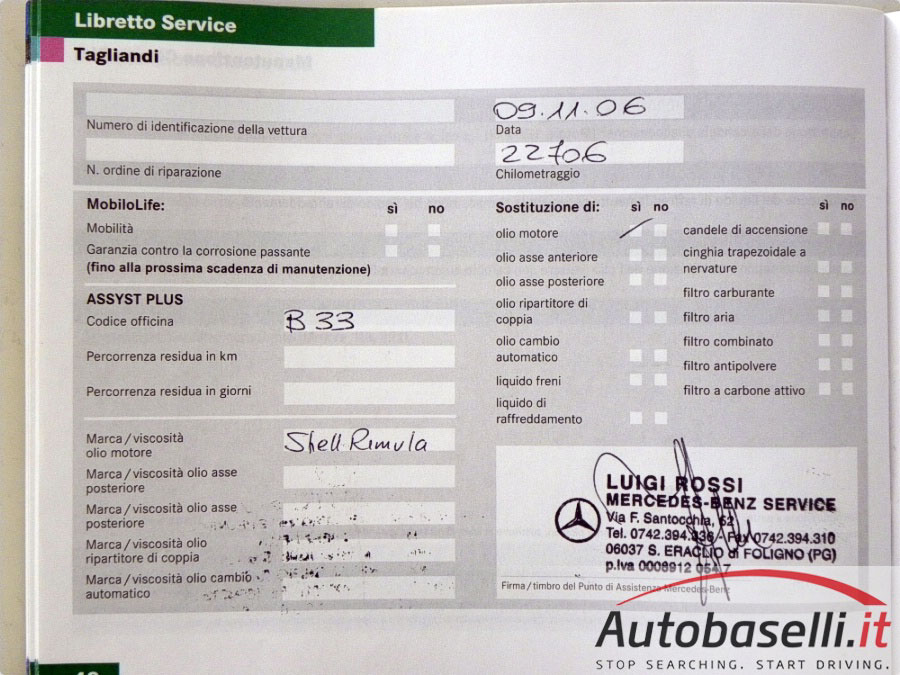 Libretto Service
Tagliandi
Numero di identificazione della vettura
09.11.06
Data
N. ordine di riparazione
22706
Chilometraggio
MobiloLife: sì no
Mobilità
Garanzia contro la corrosione passante
(fino alla prossima scadenza di manutenzione)
ASSYST PLUS
Codice officina B 33
Percorrenza residua in km
Percorrenza residua in giorni
Marca/viscosità
olio motore
Shell Rimula
Marca/viscosità olio asse
posteriore
Marca/viscosità olio asse
posteriore
Marca/viscosità olio
ripartitore di coppia
Marca/viscosità olio cambio
automatico
Sostituzione di: sì no
olio motore
olio asse anteriore
olio asse posteriore
olio ripartitore di
coppia
olio cambio
automatico
liquido freni
liquido di
raffreddamento
sì no
candele di accensione
cinghia trapezoidale a
nervature
filtro carburante
filtro aria
filtro combinato
filtro antipolvere
filtro a carbone attivo
LUIGI ROSSI
MERCEDES-BENZ SERVICE
Via F. Santocchia, 62
Tel. 0742.394.336 - Fax 0742.394.310
06037 S. ERACLIO di FOLIGNO (PG)
p.Iva
Firma/timbro del Punto di Assistenza Mercedes-Benz
Autobaselli.it
STOP SEARCHING. START DRIVING.